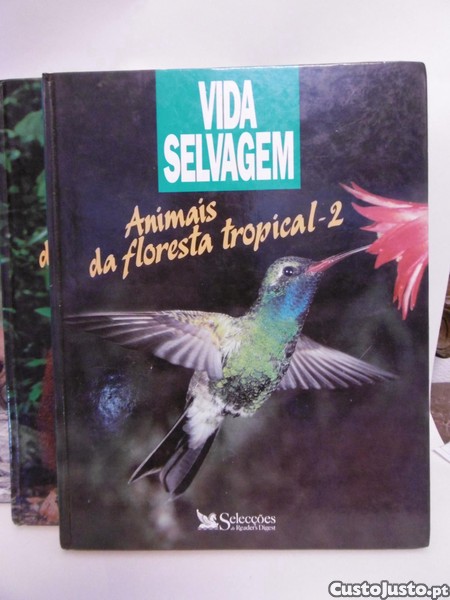 VIDA
SELVAGEM
Animais
da floresta tropical-2
Selecções
do Reader's Digest
CustoJusto.pt